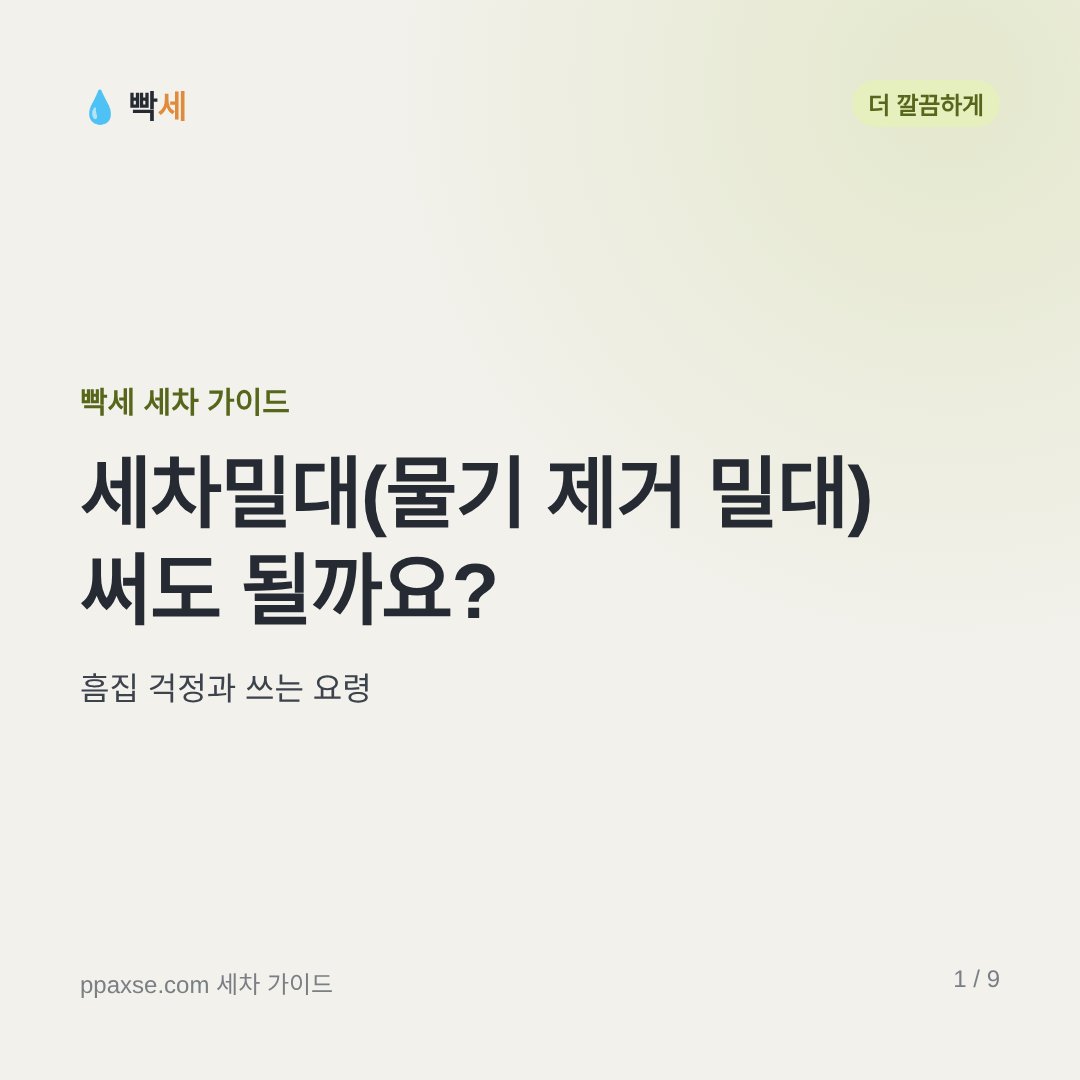 빡세
더 깔끔하게
빡세 세차 가이드
세차밀대(물기 제거 밀대)
써도 될까요?
흠집 걱정과 쓰는 요령
ppaxse.com 세차 가이드
1 / 9